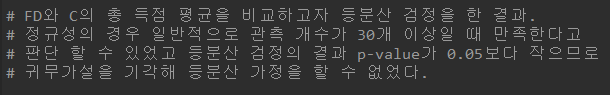 # FD와 C의 총 득점 평균을 비교하고자 등분산 검정을 한 결과.
# 정규성의 경우 일반적으로 관측 개수가 30개 이상일 때 만족한다고
# 판단 할 수 있었고 등분산 검정의 결과 p-value가 0.05보다 작으므로
# 귀무가설을 기각해 등분산 가정을 할 수 없었다.